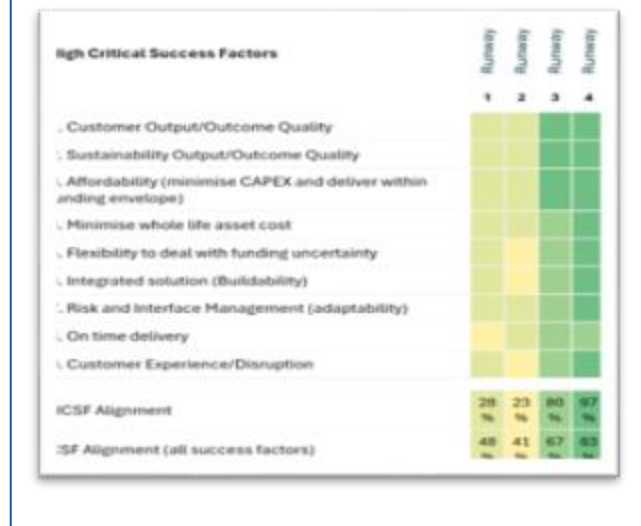 ligh Critical Success Factors
Runway Runway Runway Runway
1 2 3 4
. Customer Output/Outcome Quality
. Sustainability Output/Outcome Quality
. Affordability (minimise CAPEX and deliver within
anding envelope)
. Minimise whole life asset cost
. Flexibility to deal with funding uncertainty
. Integrated solution (Buildability)
. Risk and Interface Management (adaptability)
. On time delivery
. Customer Experience/Disruption
ICSF Alignment
28 % 23 % 80 % 97 %
SF Alignment (all success factors)
48 % 41 % 67 % 83 %